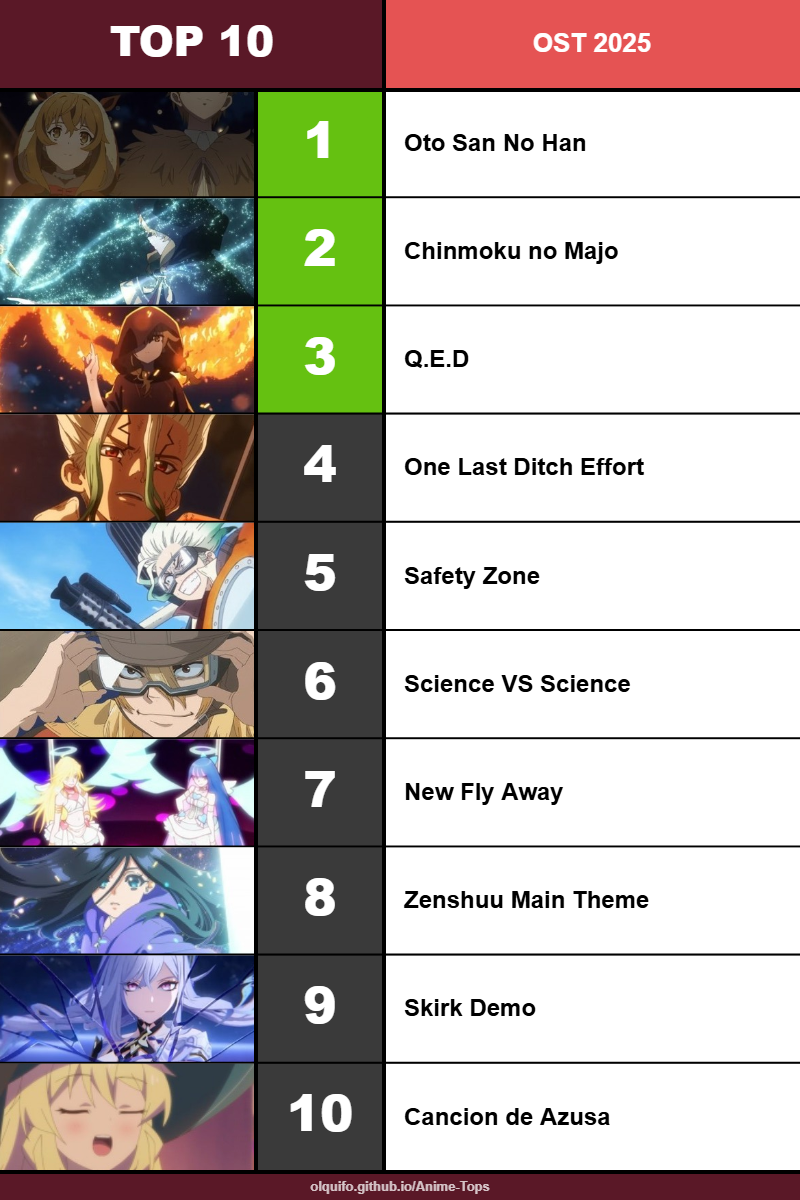 TOP 10
OST 2025
1
Oto San No Han
2
Chinmoku no Majo
3
Q.E.D
4
One Last Ditch Effort
5
Safety Zone
6
Science VS Science
7
New Fly Away
8
Zenshuu Main Theme
9
Skirk Demo
10
Cancion de Azusa
olquifo.github.io/Anime-Tops